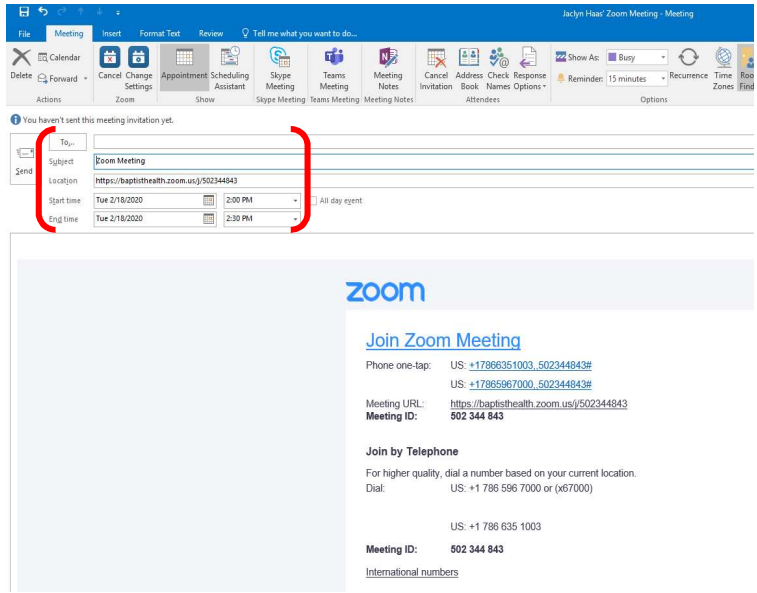 Jaclyn Haas' Zoom Meeting - Meeting
File Meeting Insert Format Text Review Tell me what you want to do...
Delete
Calendar
Forward
Actions
Cancel Change Settings
Zoom
Appointment Scheduling Assistant
Show
Skype Meeting
Skype Meeting
Teams Meeting
Teams Meeting
Meeting Notes
Meeting Notes
Cancel Invitation
Address Book
Check Names
Response Options
Attendees
Show As: Busy
Reminder: 15 minutes
Recurrence
Time Zones
Options
You haven't sent this meeting invitation yet.
Send
To...
Subject Zoom Meeting
Location https://baptisthealth.zoom.us/j/502344843
Start time Tue 2/18/2020 2:00 PM All day event
End time Tue 2/18/2020 2:30 PM
zoom
Join Zoom Meeting
Phone one-tap: US: +17866351003,,502344843#
US: +17865967000,,502344843#
Meeting URL: https://baptisthealth.zoom.us/j/502344843
Meeting ID: 502 344 843
Join by Telephone
For higher quality, dial a number based on your current location.
Dial: US: +1 786 596 7000 or (x67000)
US: +1 786 635 1003
Meeting ID: 502 344 843
International numbers